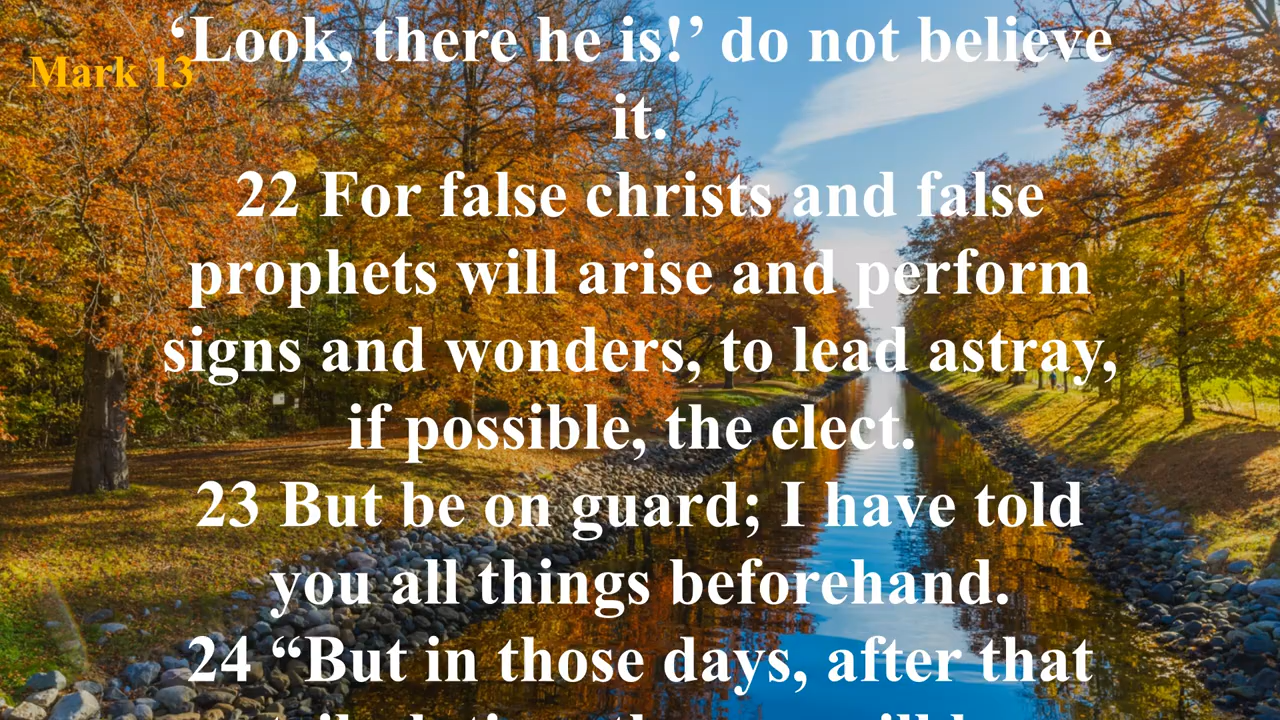 ‘Look, there he is!’ do not believe
Mark 13
it.
22 For false christs and false
prophets will arise and perform
signs and wonders, to lead astray,
if possible, the elect.
23 But be on guard; I have told
you all things beforehand.
24 “But in those days, after that